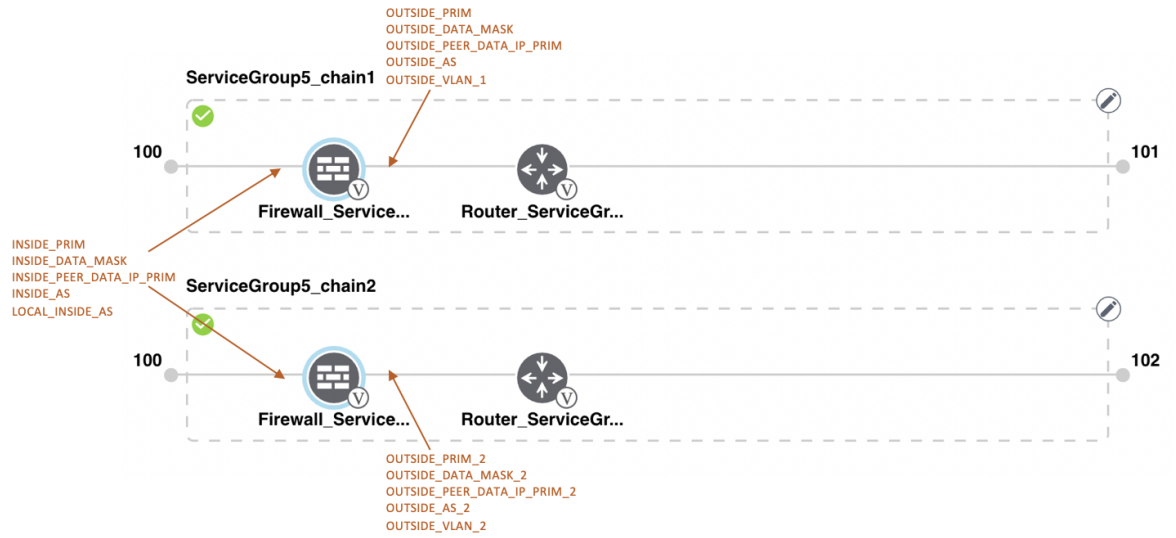 OUTSIDE_PRIM
OUTSIDE_DATA_MASK
OUTSIDE_PEER_DATA_IP_PRIM
OUTSIDE_AS
OUTSIDE_VLAN_1
ServiceGroup5_chain1
100
101
V
V
Firewall_Service...
Router_ServiceGr...
INSIDE_PRIM
INSIDE_DATA_MASK
INSIDE_PEER_DATA_IP_PRIM
INSIDE_AS
LOCAL_INSIDE_AS
ServiceGroup5_chain2
100
102
V
V
Firewall_Service...
Router_ServiceGr...
OUTSIDE_PRIM_2
OUTSIDE_DATA_MASK_2
OUTSIDE_PEER_DATA_IP_PRIM_2
OUTSIDE_AS_2
OUTSIDE_VLAN_2